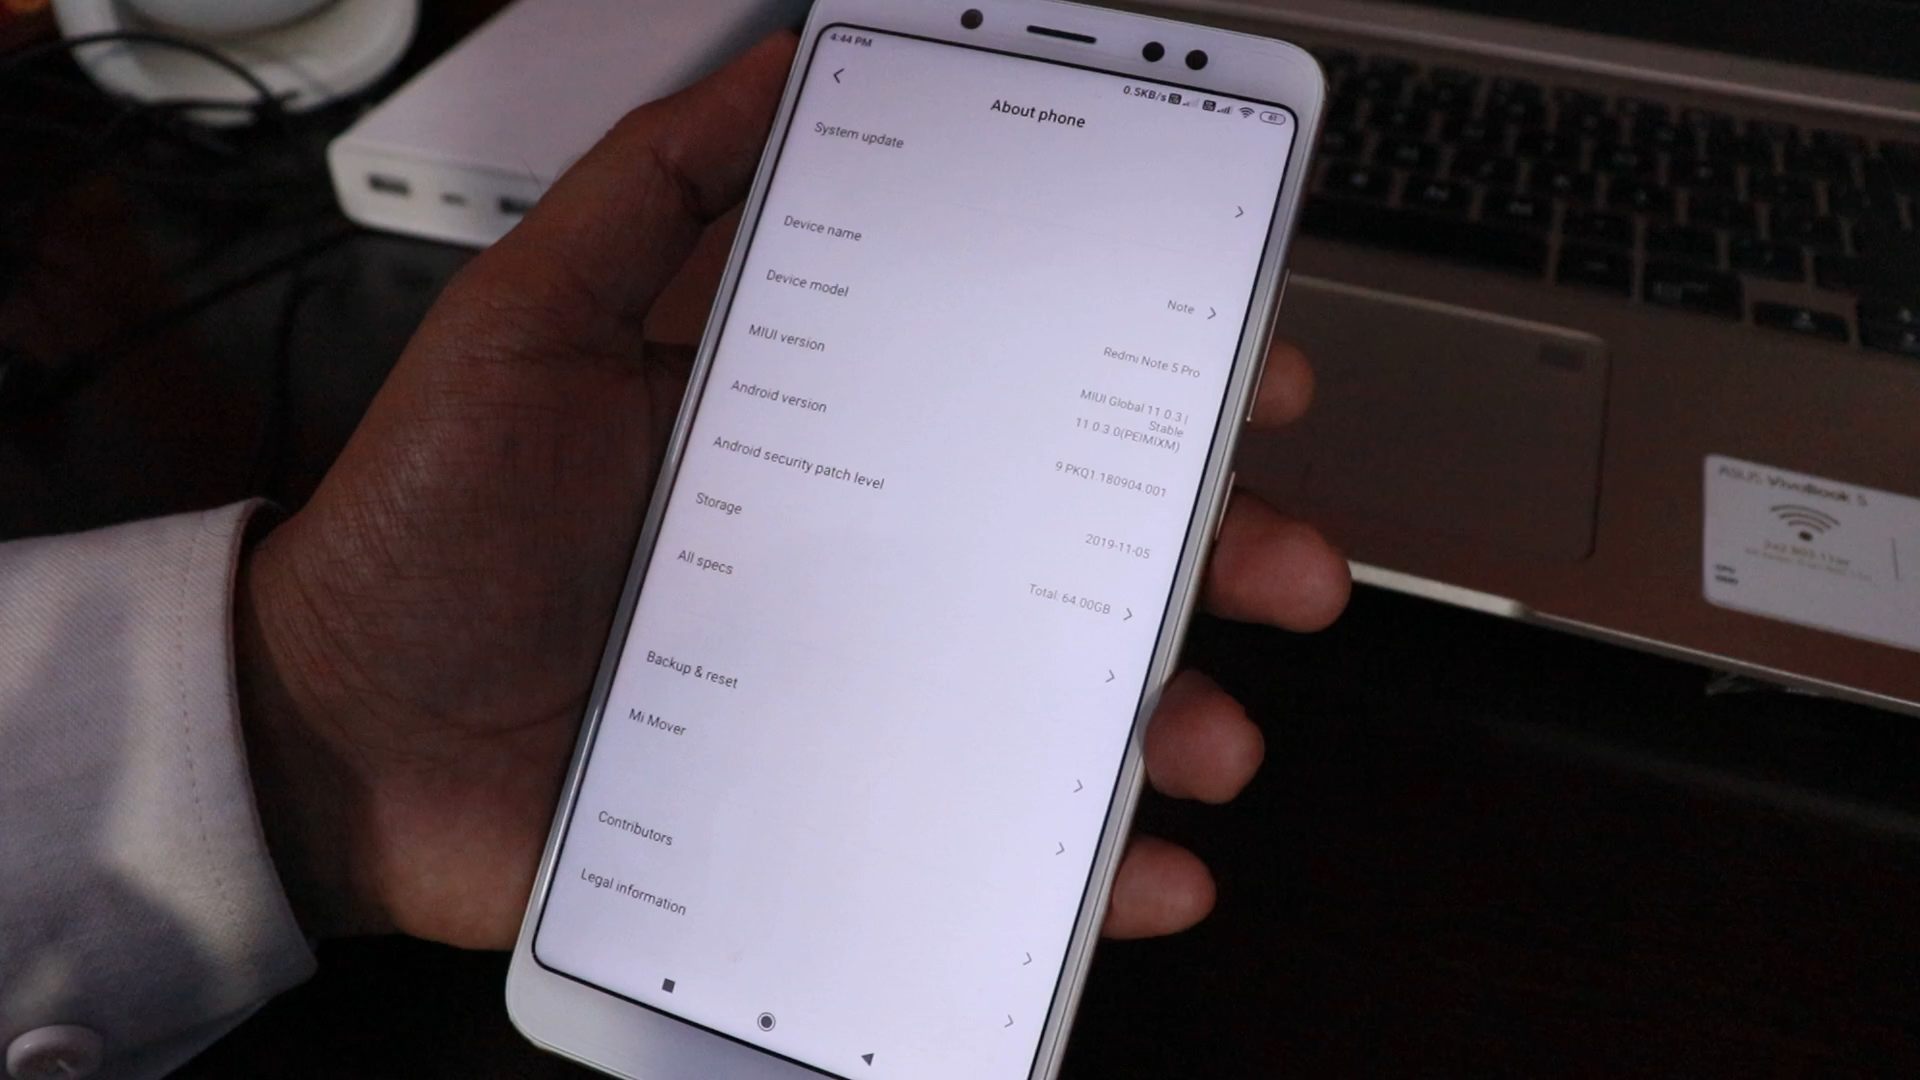 4:44 PM
0.5KB/s
61
About phone
System update
Device name
Note
Device model
Redmi Note 5 Pro
MIUI version
MIUI Global 11.0.3 |
Stable
11.0.3.0(PEIMIXM)
Android version
9 PKQ1.180904.001
Android security patch level
2019-11-05
Storage
Total: 64.00GB
All specs
Backup & reset
Mi Mover
Contributors
Legal information
ASUS VivoBook S